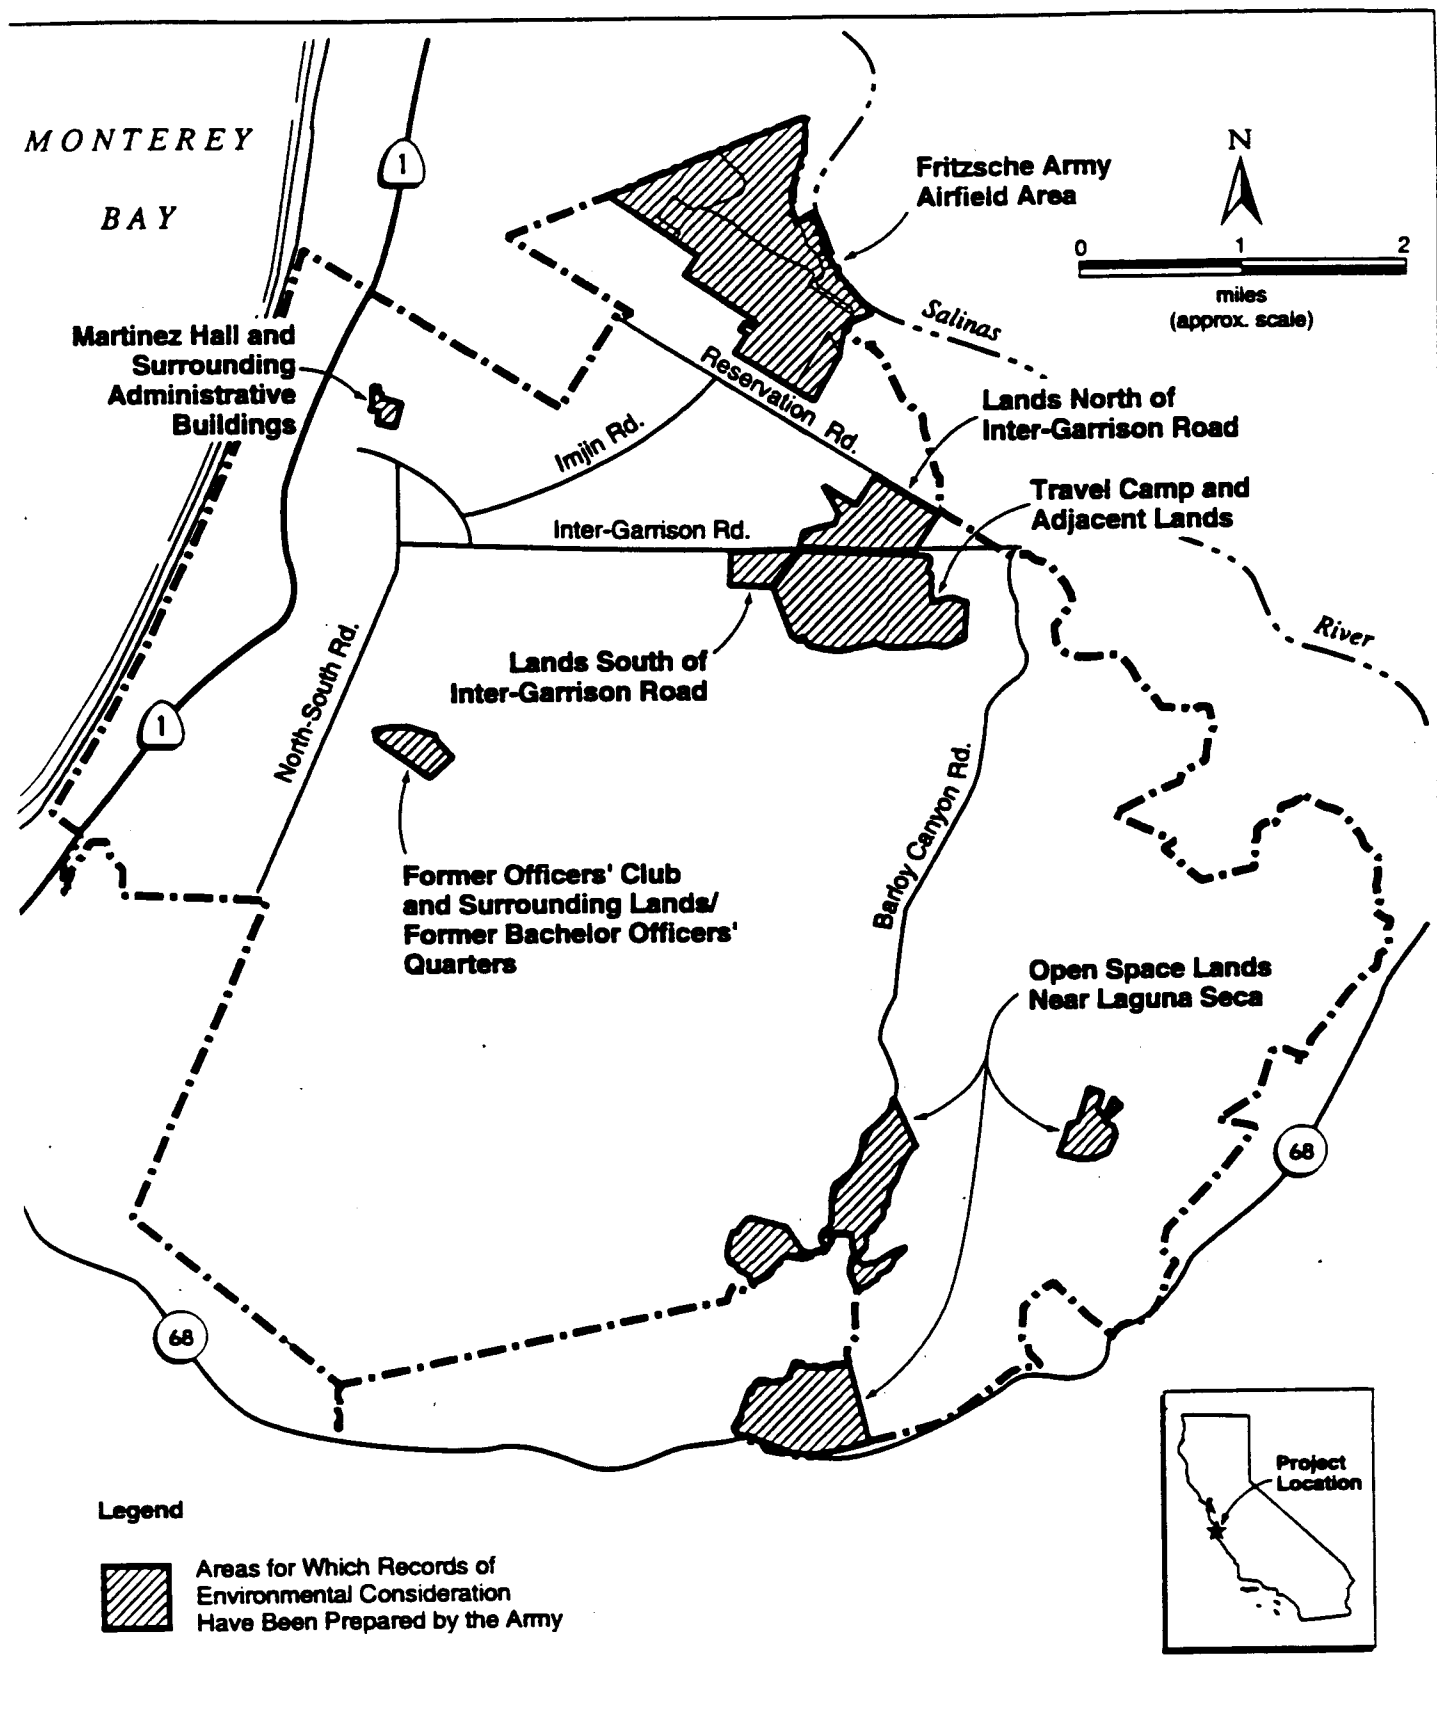 MONTEREY
BAY
1
Fritzsche Army
Airfield Area
N
0 1 2
miles
(approx. scale)
Salinas
Martinez Hall and
Surrounding
Administrative
Buildings
Reservation Rd.
Imjin Rd.
Lands North of
Inter-Garrison Road
Travel Camp and
Adjacent Lands
Inter-Garrison Rd.
River
Lands South of
Inter-Garrison Road
North-South Rd.
1
Barloy Canyon Rd.
Former Officers' Club
and Surrounding Lands/
Former Bachelor Officers'
Quarters
Open Space Lands
Near Laguna Seca
68
68
Project
Location
Legend
Areas for Which Records of
Environmental Consideration
Have Been Prepared by the Army